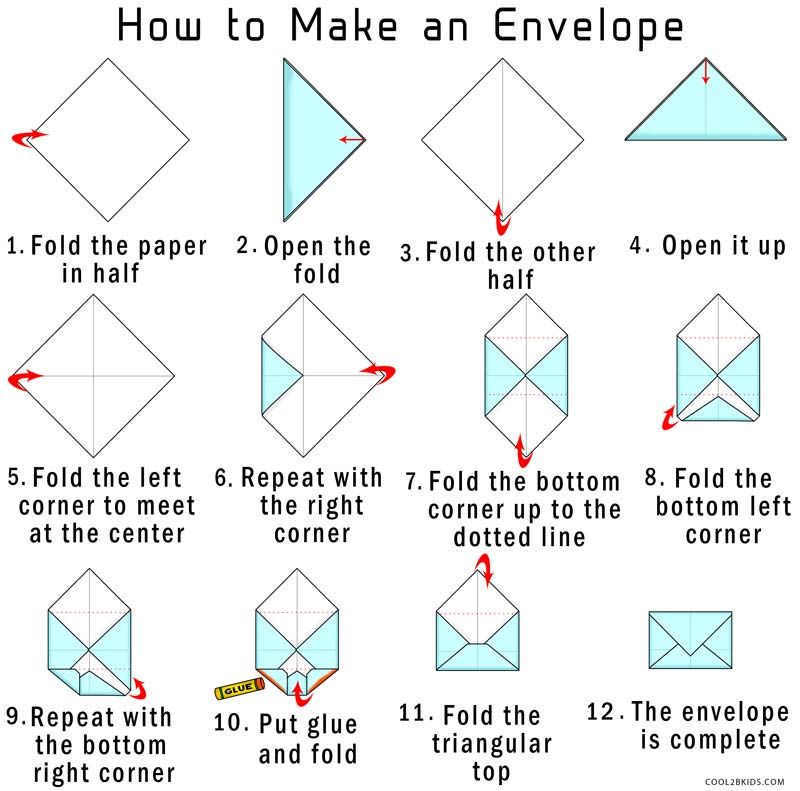 How to Make an Envelope
1. Fold the paper
in half
2. Open the
fold
3. Fold the other
half
4. Open it up
5. Fold the left
corner to meet
at the center
6. Repeat with
the right
corner
7. Fold the bottom
corner up to the
dotted line
8. Fold the
bottom left
corner
9. Repeat with
the bottom
right corner
GLUE
10. Put glue
and fold
11. Fold the
triangular
top
12. The envelope
is complete
COOL2BKIDS.COM